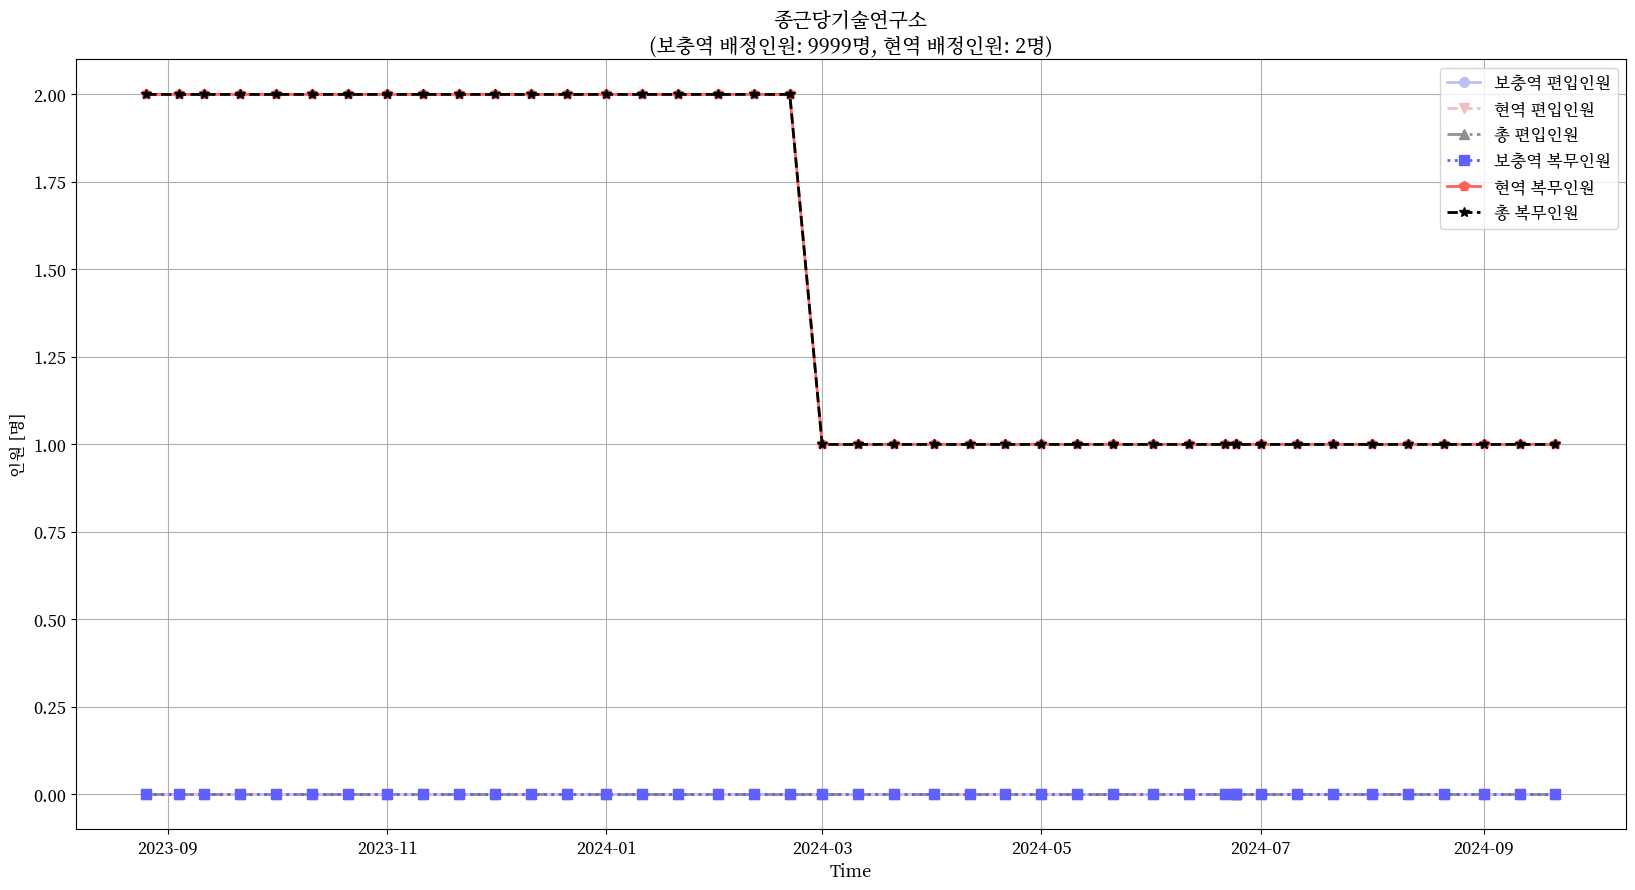 종근당기술연구소
(보충역 배정인원: 9999명, 현역 배정인원: 2명)
보충역 편입인원
현역 편입인원
총 편입인원
보충역 복무인원
현역 복무인원
총 복무인원
인원 [명]
2.00
1.75
1.50
1.25
1.00
0.75
0.50
0.25
0.00
2023-09
2023-11
2024-01
2024-03
2024-05
2024-07
2024-09
Time